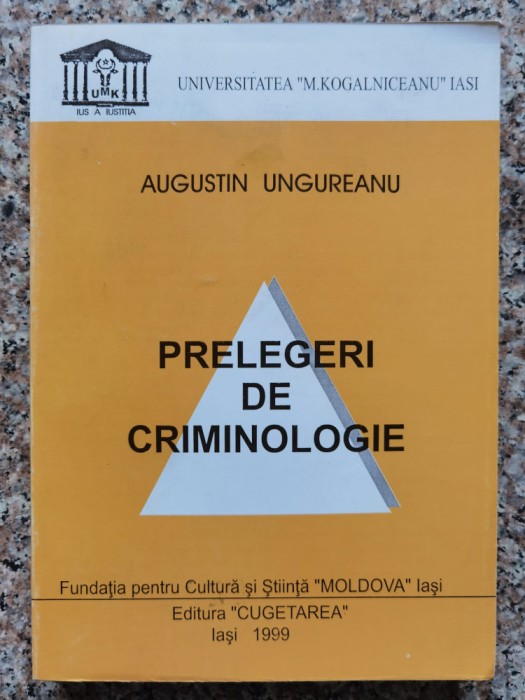 UMK
IUS A IUSTITIA
UNIVERSITATEA "M.KOGALNICEANU" IASI
AUGUSTIN UNGUREANU
PRELEGERI
DE
CRIMINOLOGIE
Fundaţia pentru Cultură şi Ştiinţă "MOLDOVA" Iaşi
Editura "CUGETAREA"
Iaşi 1999